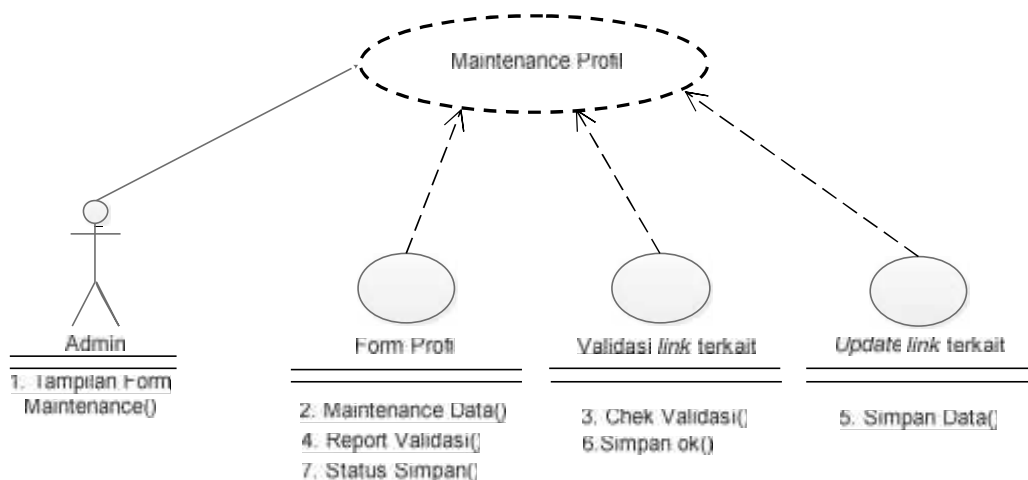 Maintenance Profil
Admin
1. Tampilan Form
Maintenance()
Form Profil
2. Maintenance Data()
4. Report Validasi()
7. Status Simpan()
Validasi link terkait
3. Chek Validasi()
6.Simpan ok()
Update link terkait
5. Simpan Data()